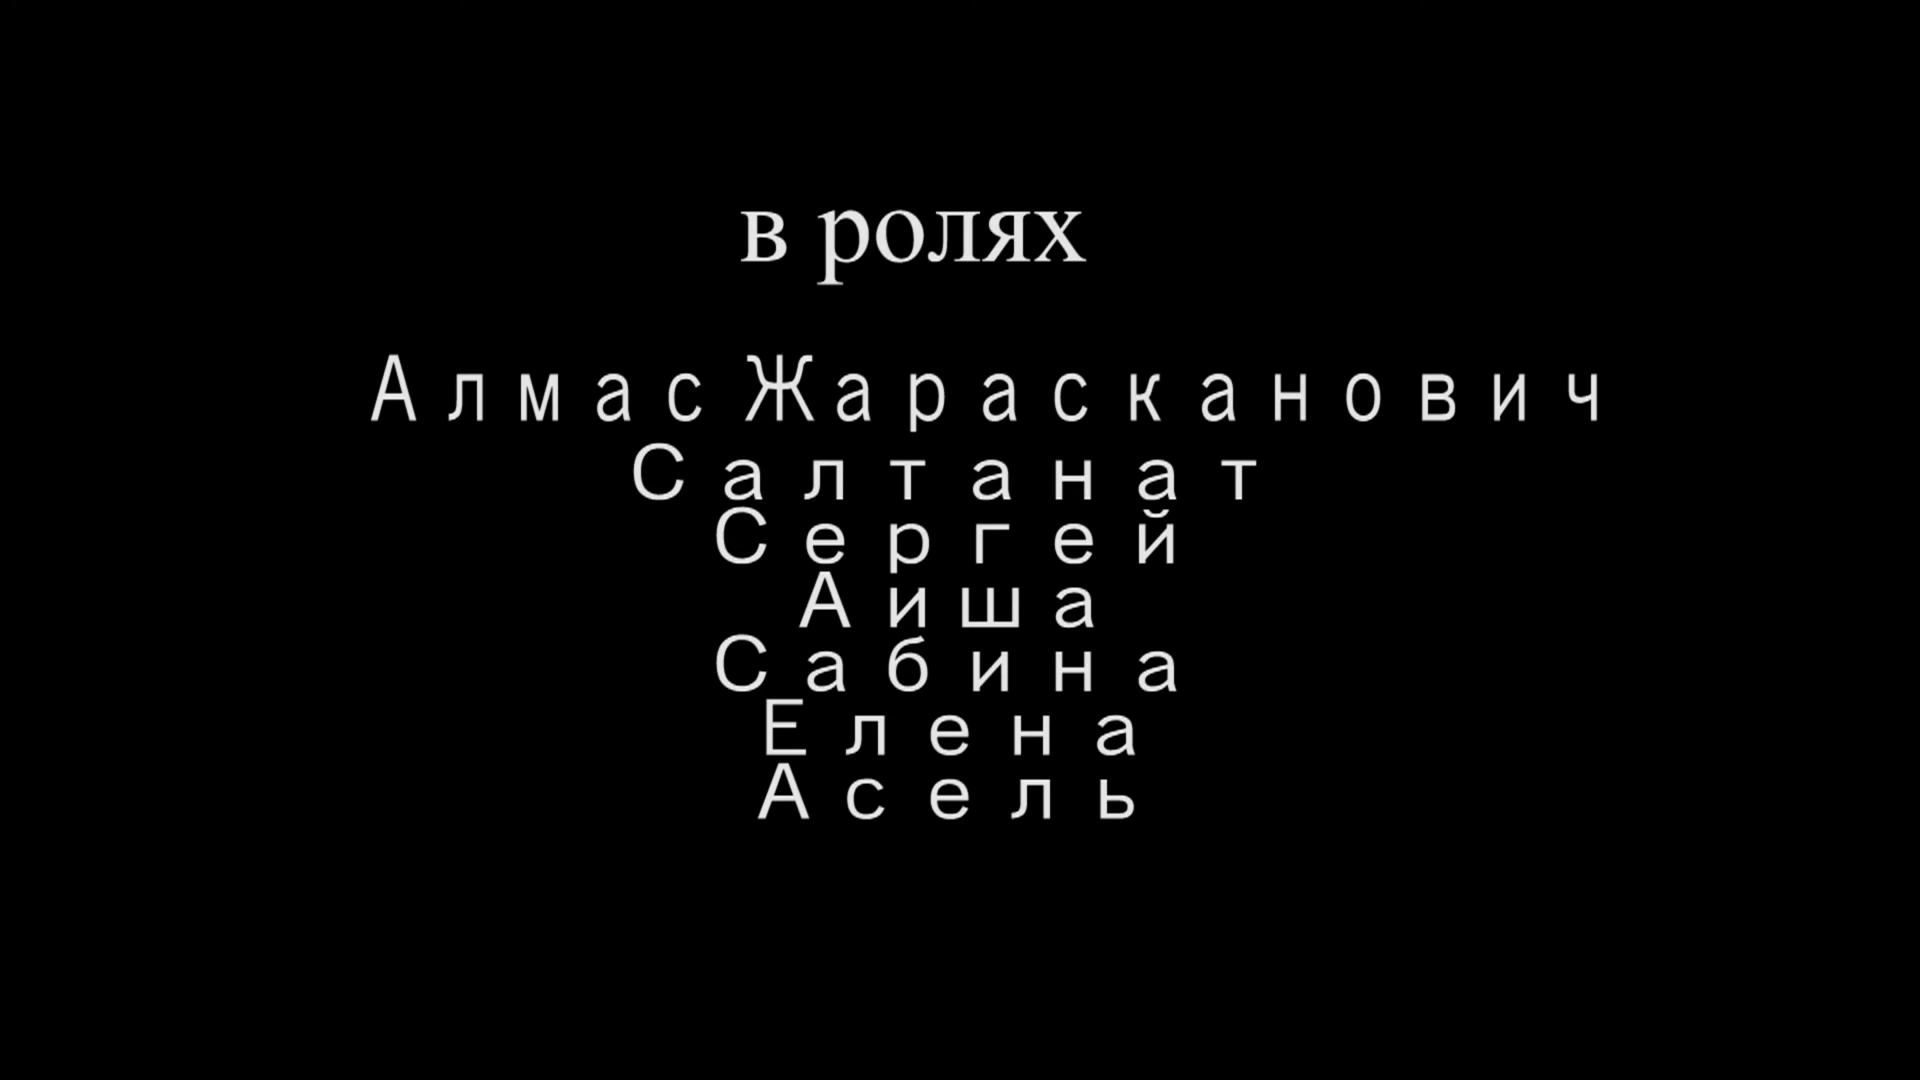 в ролях
Алмас Жарасканович
Салтанат
Сергей
Аиша
Сабина
Елена
Асель